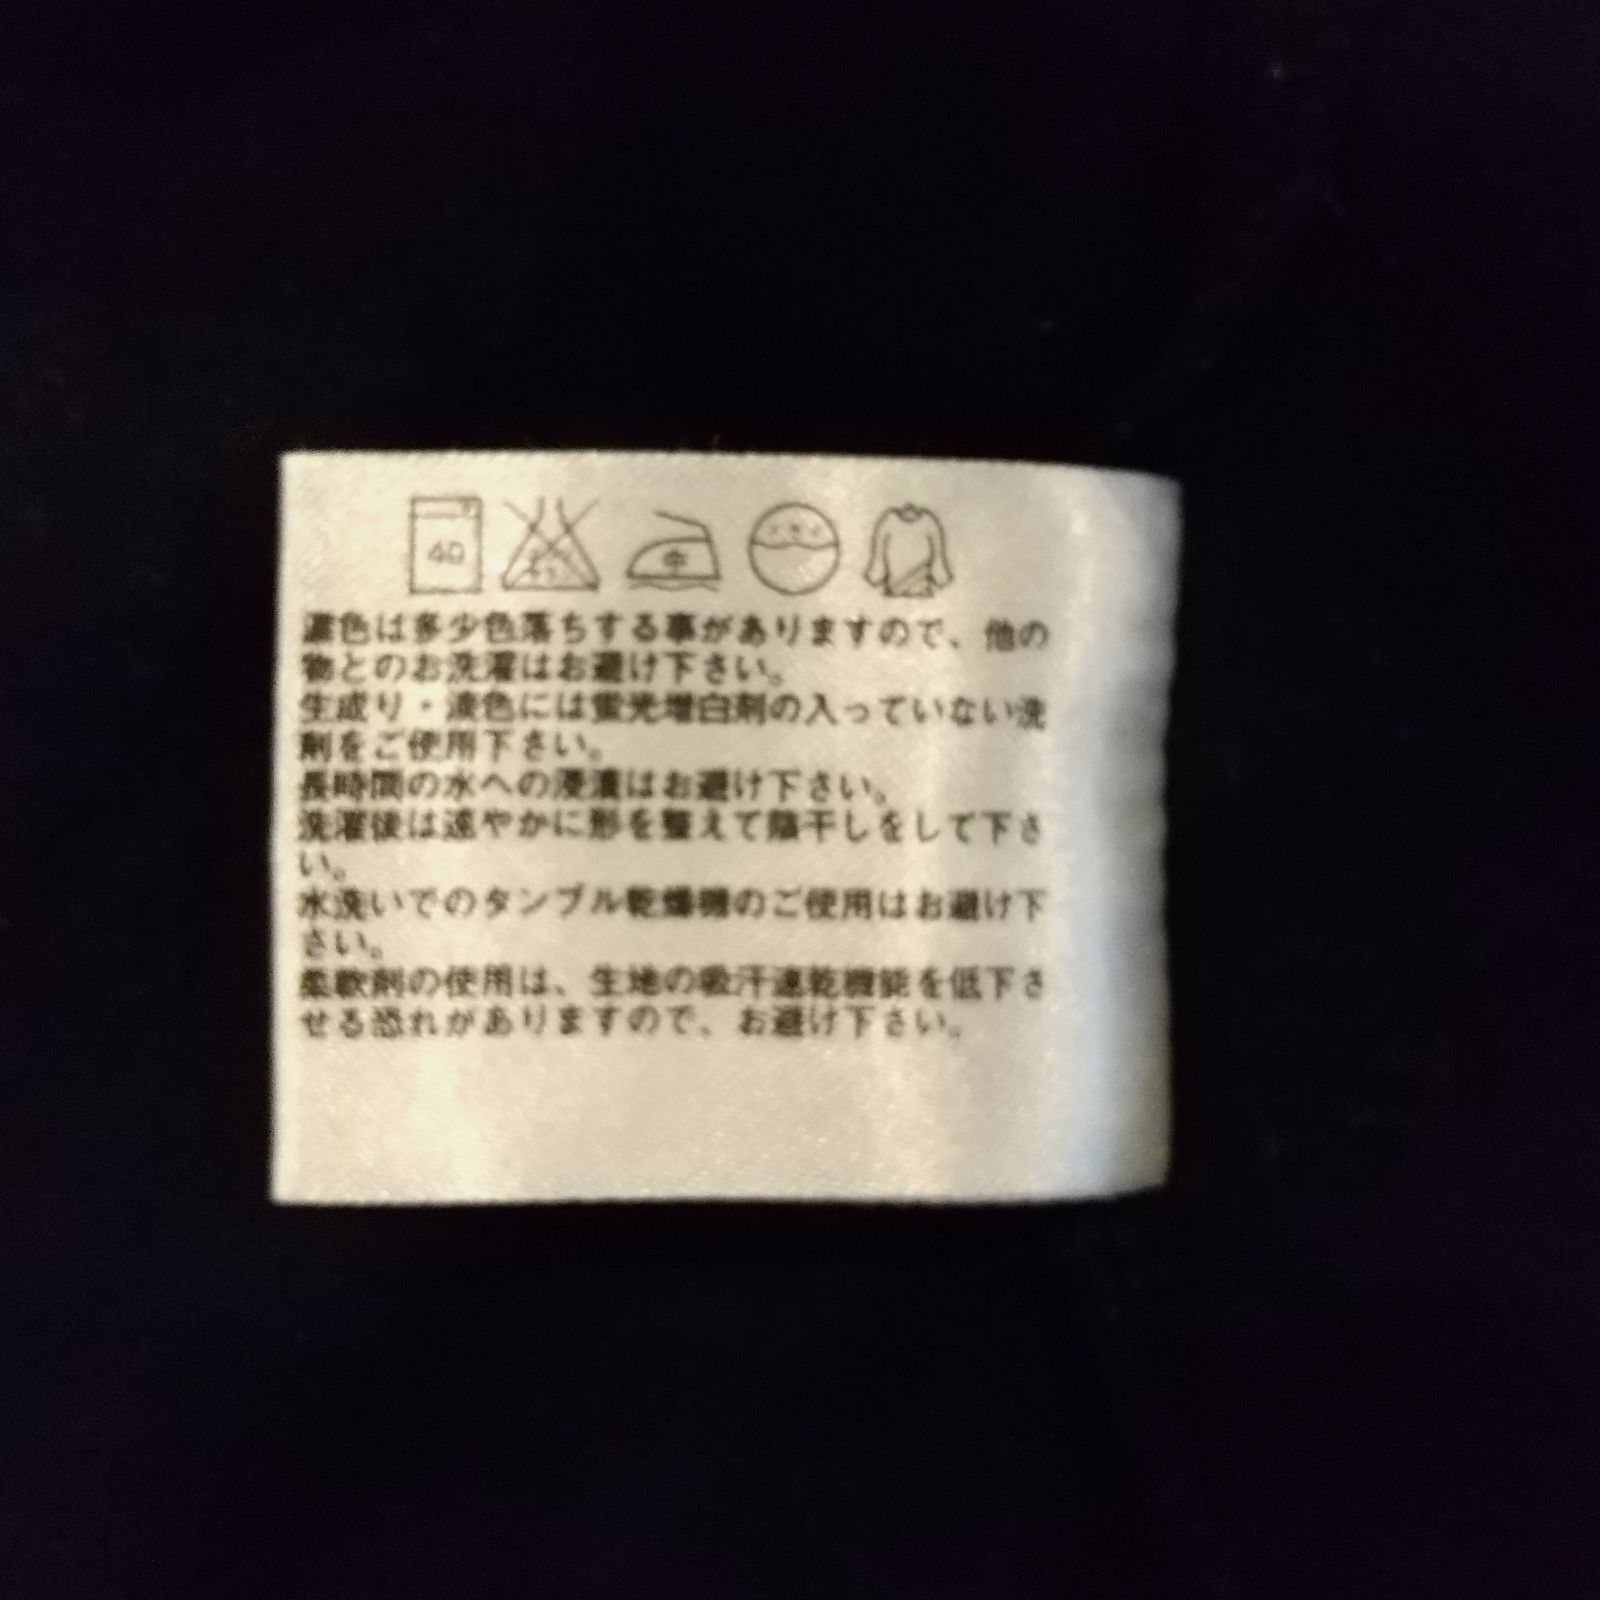 40
中
濃色は多少色落ちする事がありますので、他の
物とのお洗濯はお避け下さい。
生成り・淡色には蛍光増白剤の入っていない洗
剤をご使用下さい。
長時間の水への浸漬はお避け下さい。
洗濯後は速やかに形を整えて陰干しをして下さ
い。
水洗いでのタンブル乾燥機のご使用はお避け下
さい。
柔軟剤の使用は、生地の吸汗速乾機能を低下さ
せる恐れがありますので、お避け下さい。